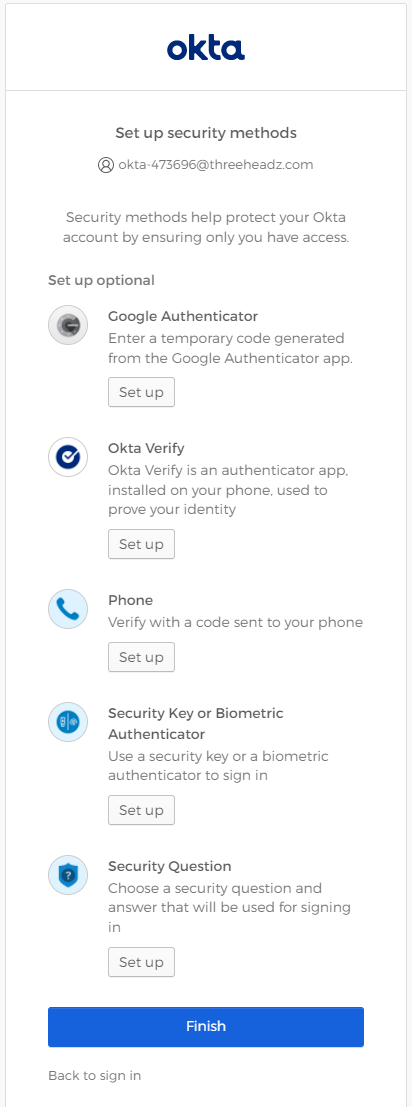 okta
Set up security methods
okta-473696@threeheadz.com
Security methods help protect your Okta
account by ensuring only you have access.
Set up optional
Google Authenticator
Enter a temporary code generated
from the Google Authenticator app.
Set up
Okta Verify
Okta Verify is an authenticator app,
installed on your phone, used to
prove your identity
Set up
Phone
Verify with a code sent to your phone
Set up
Security Key or Biometric
Authenticator
Use a security key or a biometric
authenticator to sign in
Set up
Security Question
Choose a security question and
answer that will be used for signing
in
Set up
Finish
Back to sign in